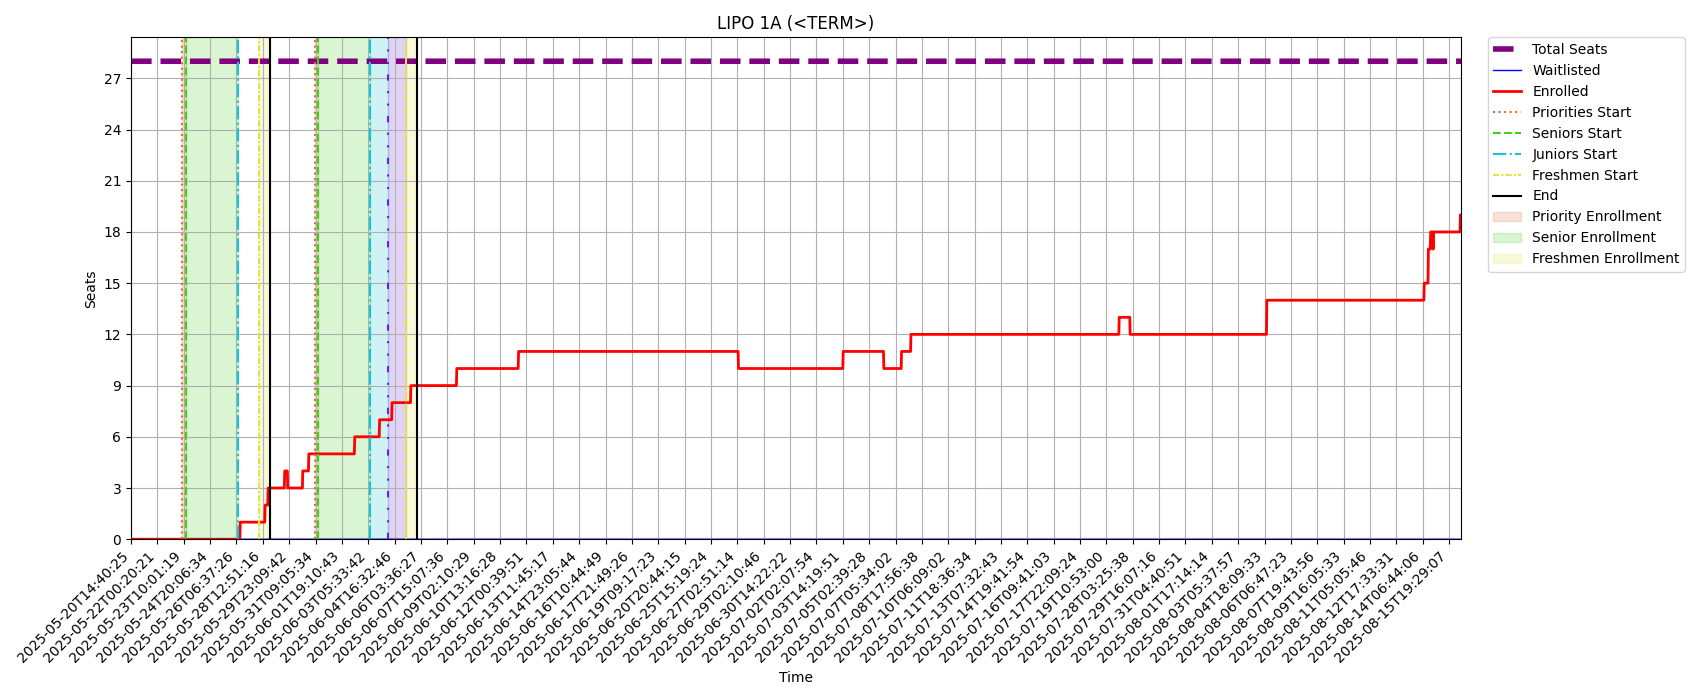 LIPO 1A (<TERM>)
Total Seats
Waitlisted
Enrolled
Priorities Start
Seniors Start
Juniors Start
Freshmen Start
End
Priority Enrollment
Senior Enrollment
Freshmen Enrollment
Seats
27
24
21
18
15
12
9
6
3
0
2025-05-20T14:40:25
2025-05-22T00:20:21
2025-05-23T10:01:19
2025-05-24T20:06:34
2025-05-26T06:37:26
2025-05-28T12:51:16
2025-05-29T23:09:42
2025-05-31T09:05:34
2025-06-01T19:10:43
2025-06-03T05:33:42
2025-06-04T16:32:46
2025-06-06T03:36:27
2025-06-07T15:07:36
2025-06-09T02:10:29
2025-06-10T13:16:28
2025-06-12T00:39:51
2025-06-13T11:45:17
2025-06-14T23:05:44
2025-06-16T10:44:49
2025-06-17T21:49:26
2025-06-19T09:17:23
2025-06-20T20:44:15
2025-06-25T15:19:24
2025-06-27T02:51:14
2025-06-29T02:10:46
2025-06-30T14:22:22
2025-07-02T02:07:54
2025-07-03T14:19:51
2025-07-05T02:39:28
2025-07-07T05:34:02
2025-07-08T17:56:38
2025-07-10T06:09:02
2025-07-11T18:36:34
2025-07-13T07:32:43
2025-07-14T19:41:54
2025-07-16T09:41:03
2025-07-17T22:09:24
2025-07-19T10:53:00
2025-07-28T03:25:38
2025-07-29T16:07:16
2025-07-31T04:40:51
2025-08-01T17:14:14
2025-08-03T05:37:57
2025-08-04T18:09:33
2025-08-06T06:47:23
2025-08-07T19:43:56
2025-08-09T16:05:33
2025-08-11T05:05:46
2025-08-12T17:33:31
2025-08-14T06:44:06
2025-08-15T19:29:07
Time